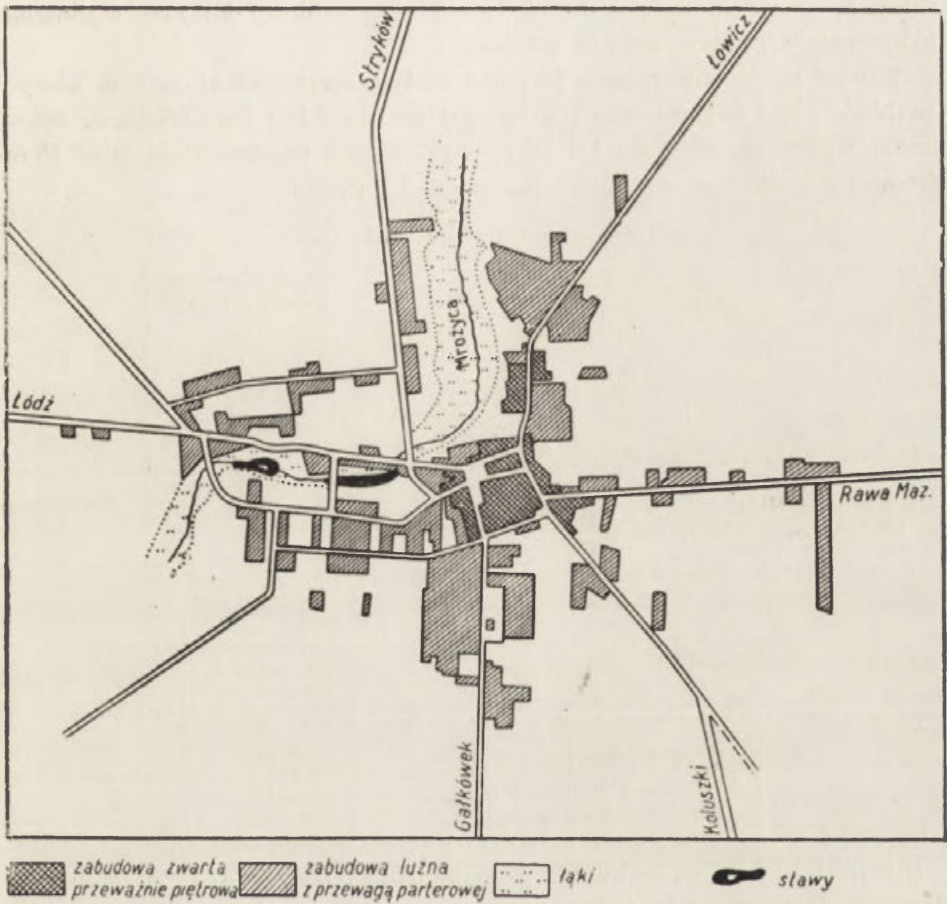 Stryków
Łowicz
Mrożyca
Łódź
Rawa Maz.
Gałkówek
Koluszki
zabudowa zwarta
przeważnie piętrowa
zabudowa luźna
z przewagą parterowej
łąki
stawy